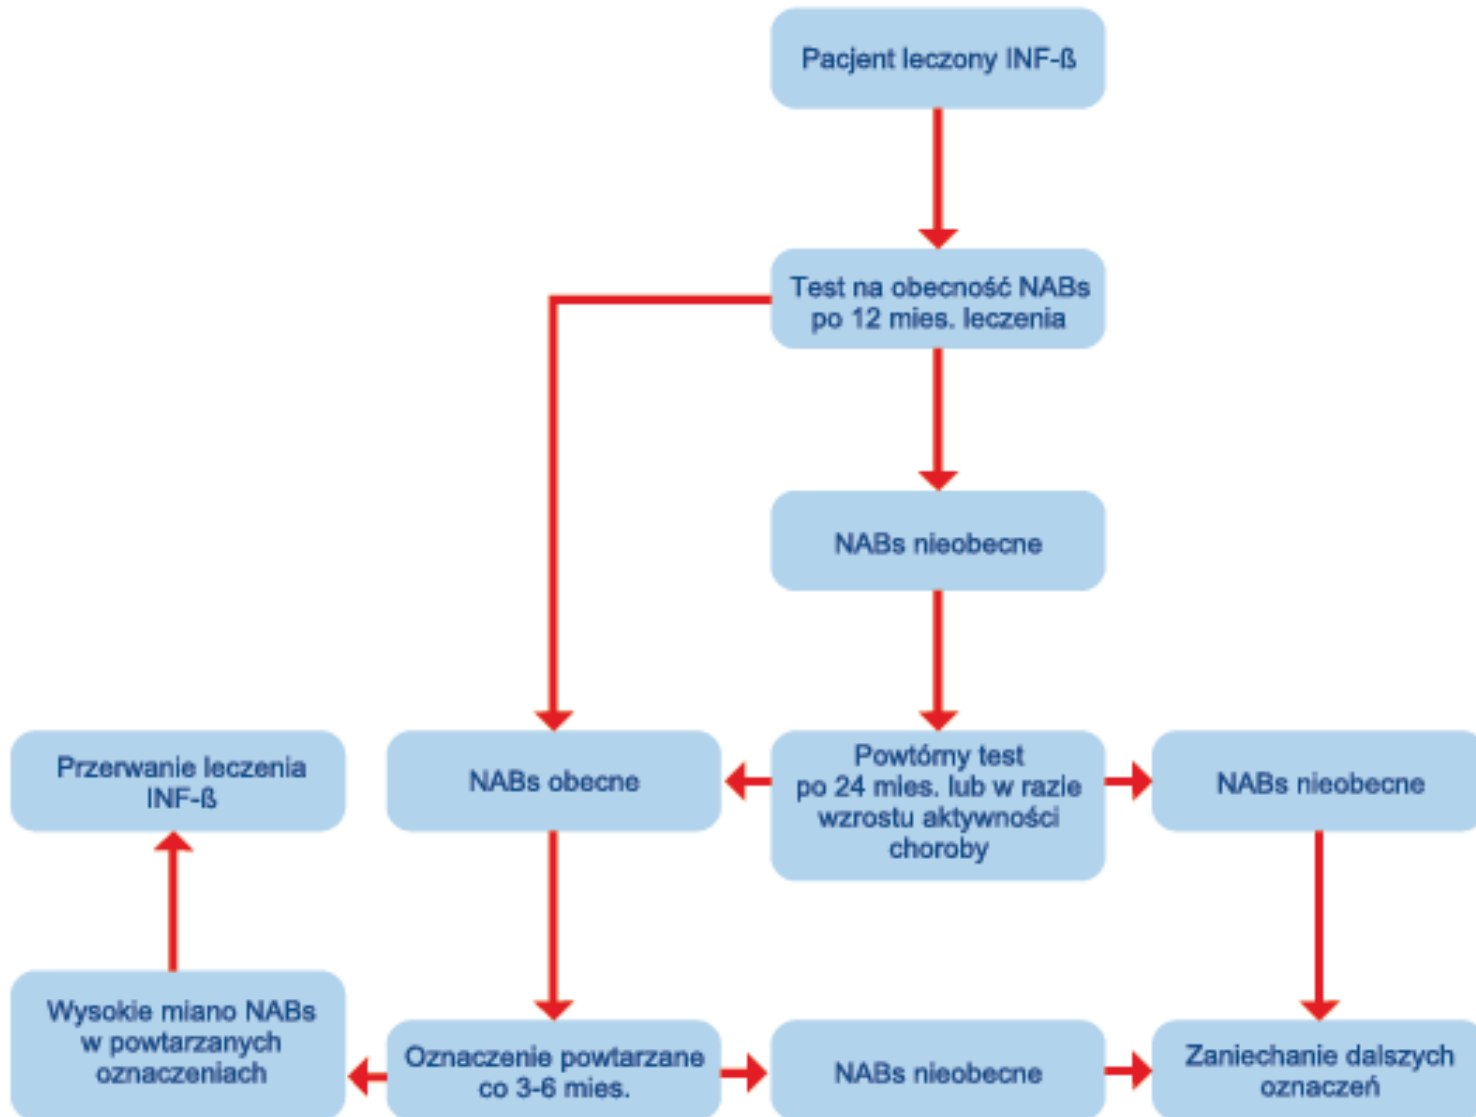 Pacjent leczony INF-ß
Test na obecność NABs
po 12 mies. leczenia
NABs nieobecne
Przerwanie leczenia
INF-ß
NABs obecne
Powtórny test
po 24 mies. lub w razie
wzrostu aktywności
choroby
NABs nieobecne
Wysokie miano NABs
w powtarzanych
oznaczeniach
Oznaczenie powtarzane
co 3-6 mies.
NABs nieobecne
Zaniechanie dalszych
oznaczeń